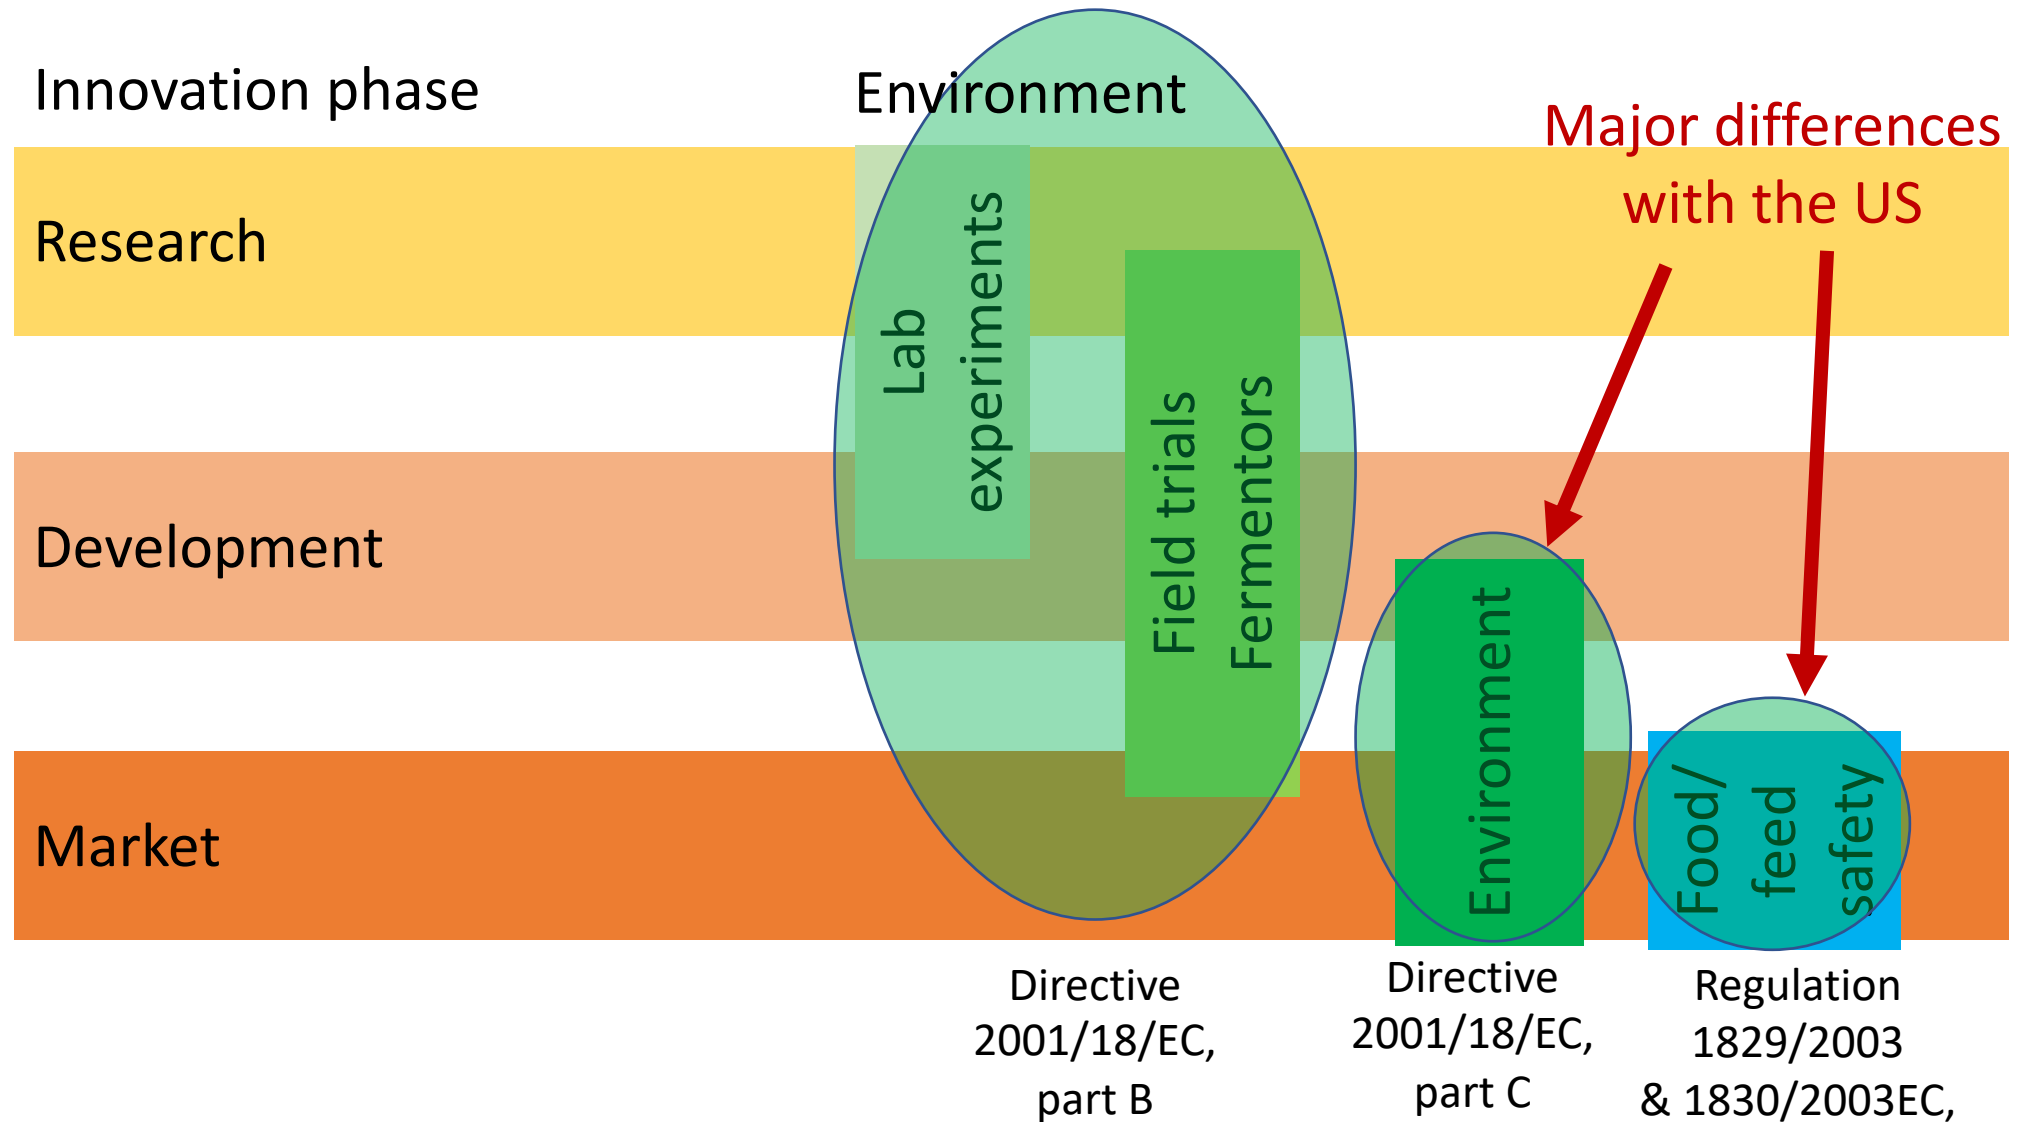 Innovation phase
Environment
Major differences
with the US
Research
Lab
experiments
Field trials
Fermentors
Development
Environment
Market
Food/
feed
safety
Directive
2001/18/EC,
part B
Directive
2001/18/EC,
part C
Regulation
1829/2003
& 1830/2003EC,